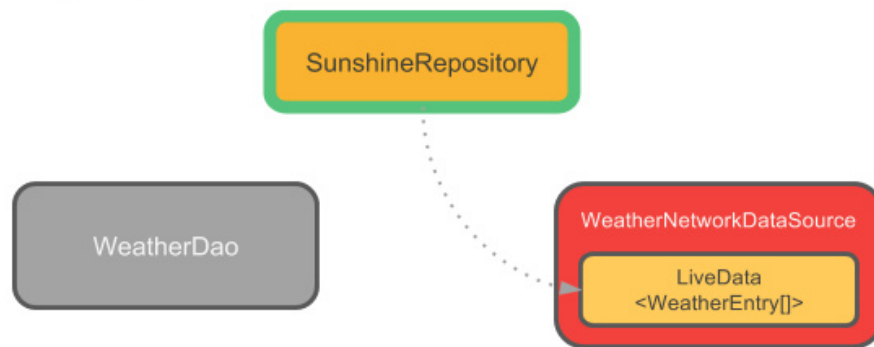 SunshineRepository
WeatherDao
WeatherNetworkDataSource
LiveData
<WeatherEntry[]>